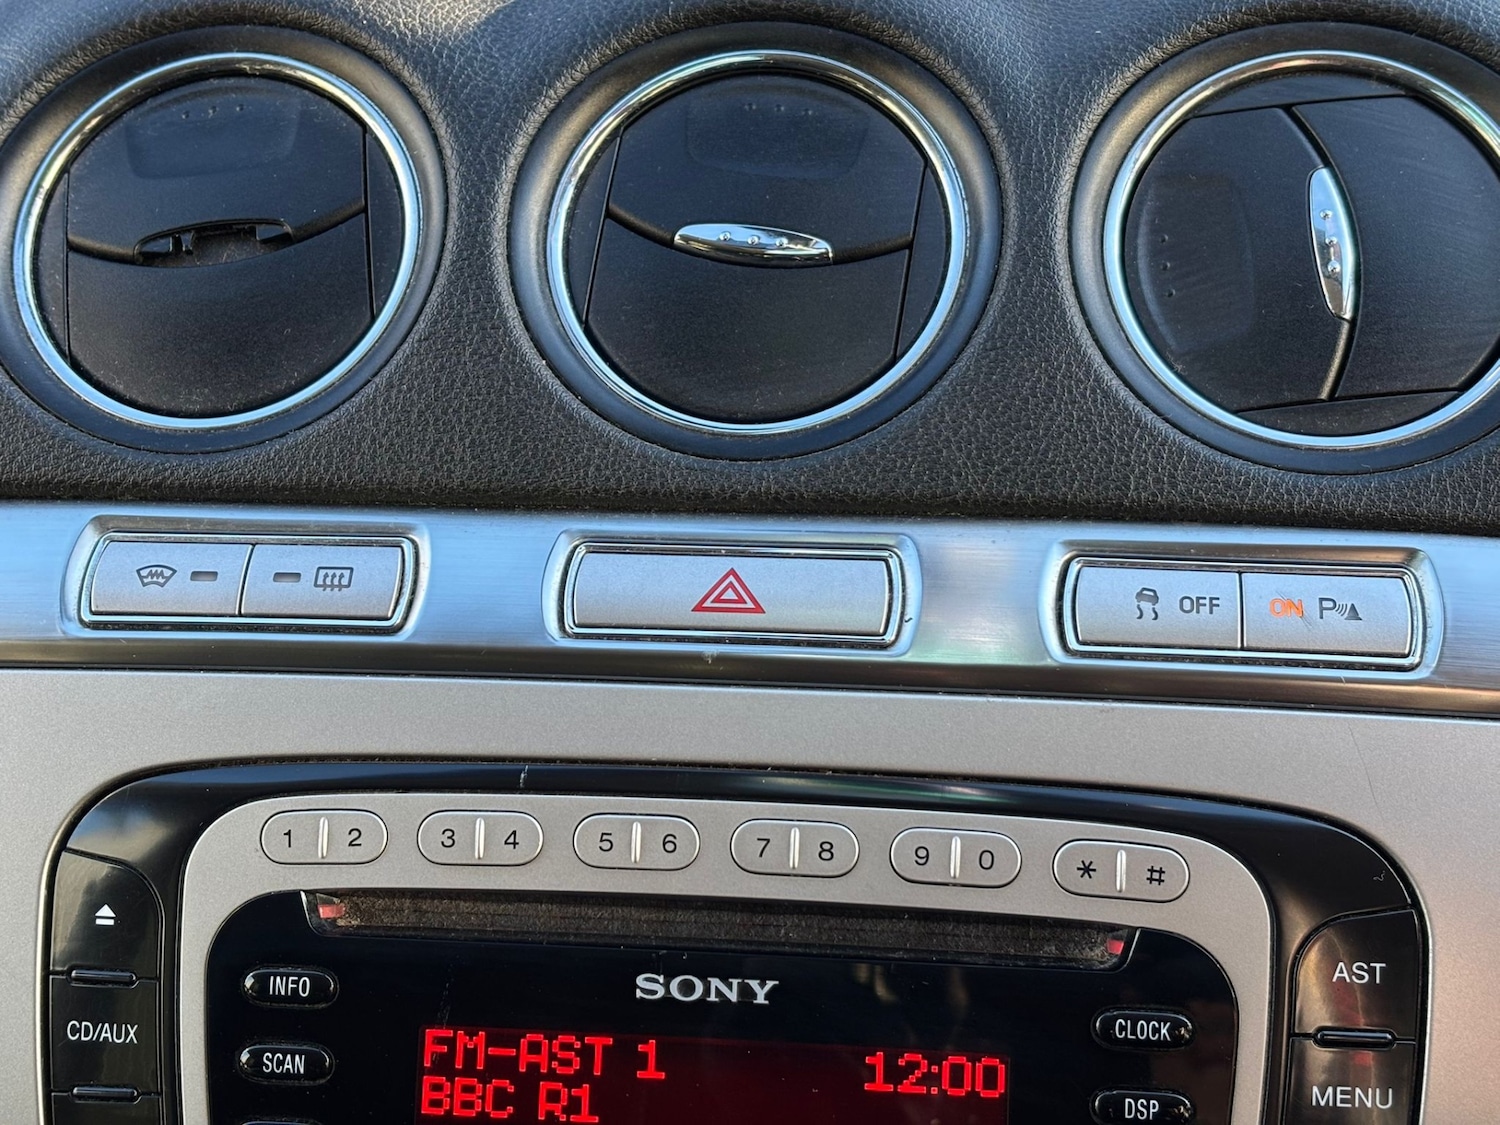 OFF ON P
1 2 3 4 5 6 7 8 9 0 * #
SONY
INFO
CD/AUX
SCAN
FM-AST 1 12:00
BBC R1
AST
CLOCK
MENU
DSP